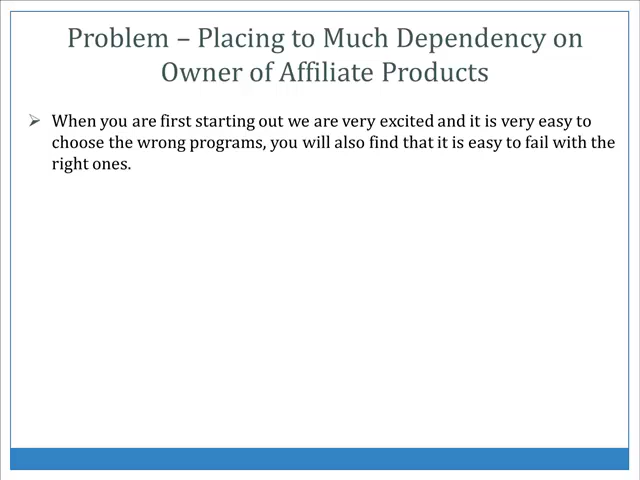 Problem – Placing to Much Dependency on
Owner of Affiliate Products
When you are first starting out we are very excited and it is very easy to
choose the wrong programs, you will also find that it is easy to fail with the
right ones.